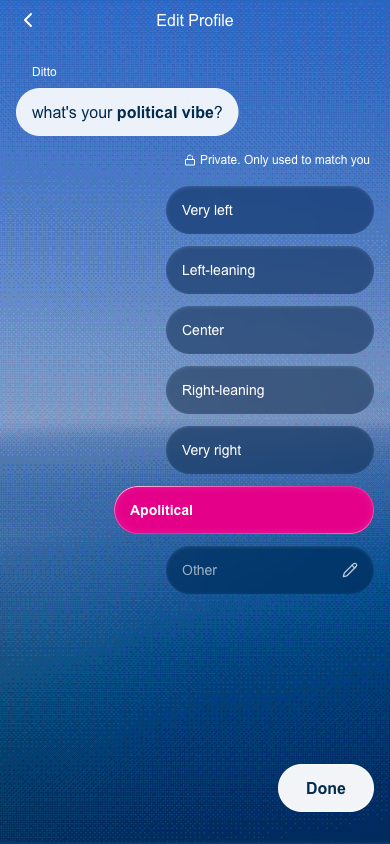 Edit Profile
Ditto
what's your political vibe?
Private. Only used to match you
Very left
Left-leaning
Center
Right-leaning
Very right
Apolitical
Other
Done